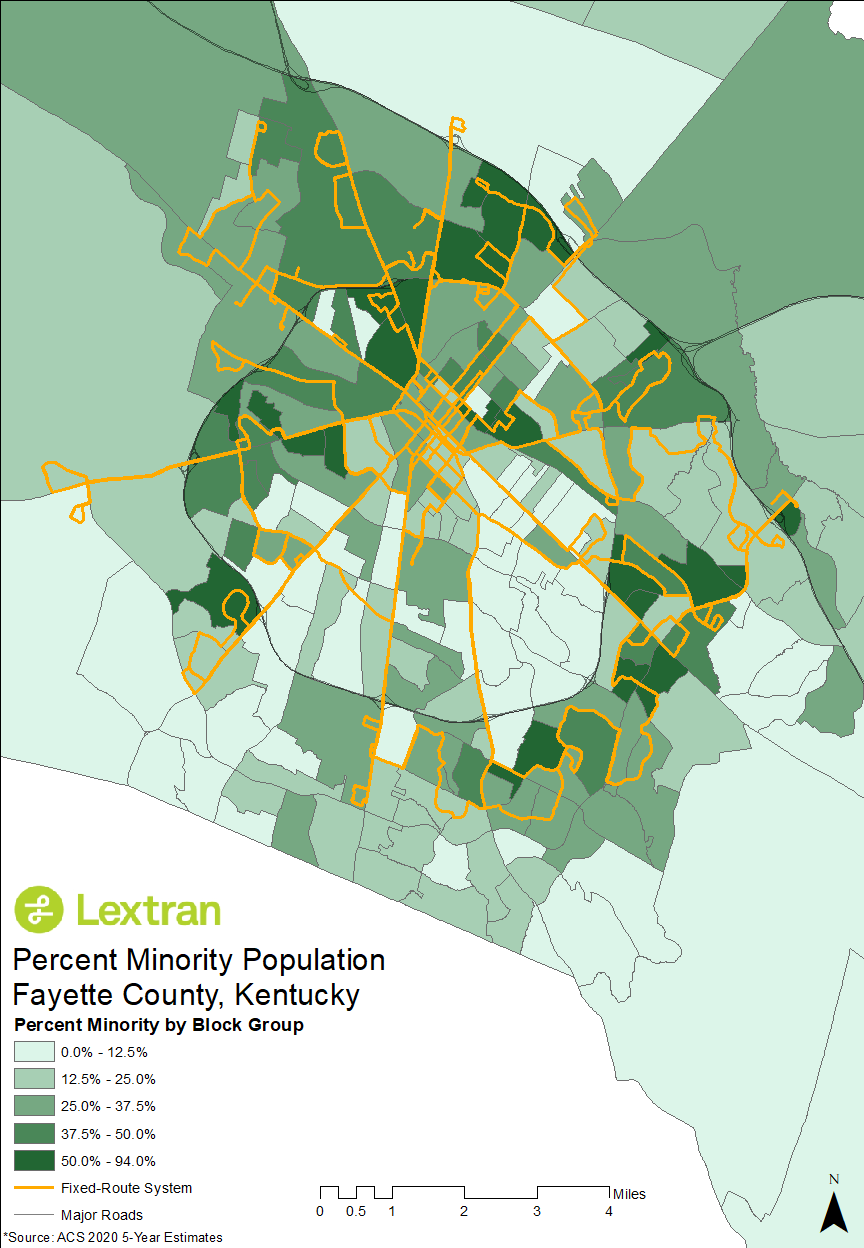 Lextran
Percent Minority Population
Fayette County, Kentucky
Percent Minority by Block Group
0.0% - 12.5%
12.5% - 25.0%
25.0% - 37.5%
37.5% - 50.0%
50.0% - 94.0%
Fixed-Route System
Major Roads
*Source: ACS 2020 5-Year Estimates
0 0.5 1 2 3 4 Miles
N